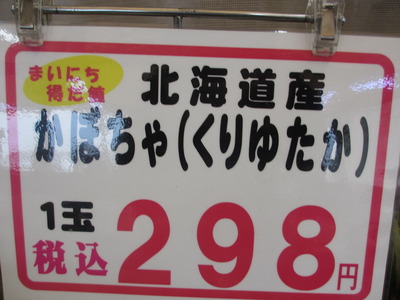 まいにち
得だ値
北海道産
かぼちゃ(くりゆたか)
1玉
税込298円